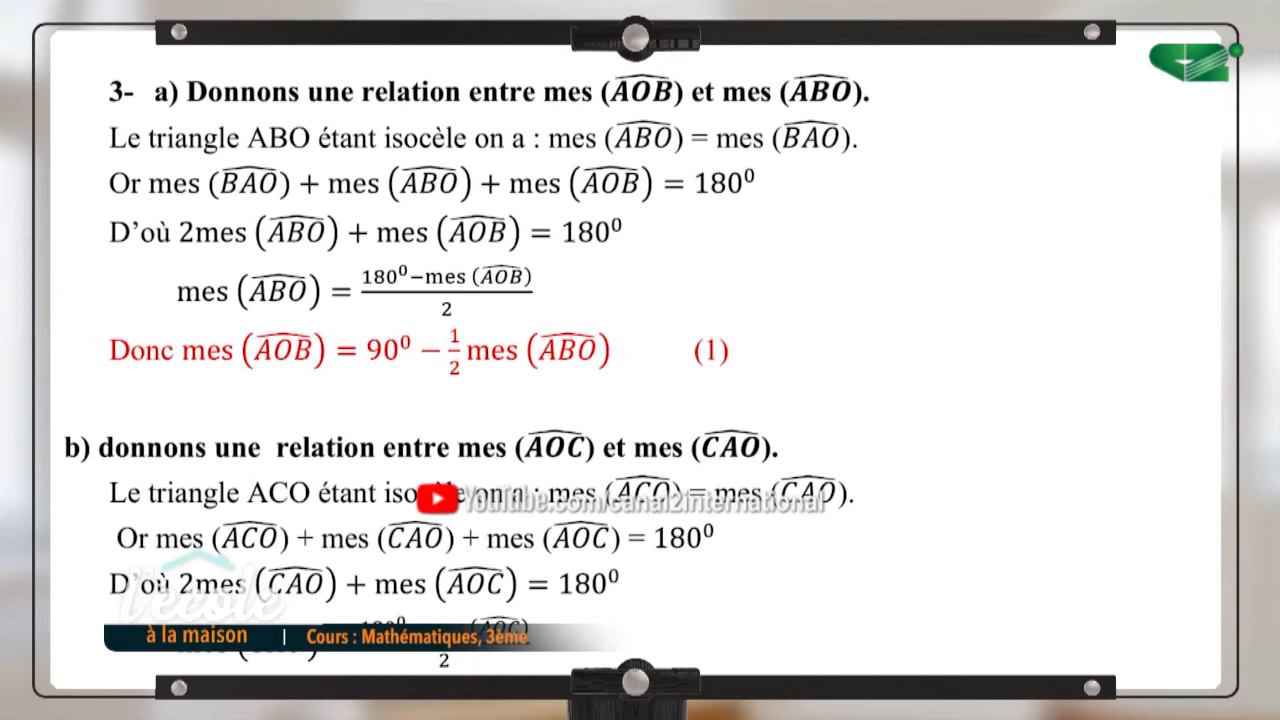 3- a) Donnons une relation entre mes (AOB) et mes (ABO).
Le triangle ABO étant isocèle on a : mes (ABO) = mes (BAO).
Or mes (BAO) + mes (ABO) + mes (AOB) = 180⁰
D'où 2mes (ABO) + mes (AOB) = 180⁰
mes (ABO) = (180⁰−mes (AOB))/2
Donc mes (AOB) = 90⁰ − 1/2 mes (ABO) (1)
b) donnons une relation entre mes (AOC) et mes (CAO).
Le triangle ACO étant on a : mes (ACO) = mes (CAO).
YouTube.com/canal2international
Or mes (ACO) + mes (CAO) + mes (AOC) = 180⁰
D'où 2mes (CAO) + mes (AOC) = 180⁰
l'école
à la maison | Cours : Mathématiques, 3éme
2